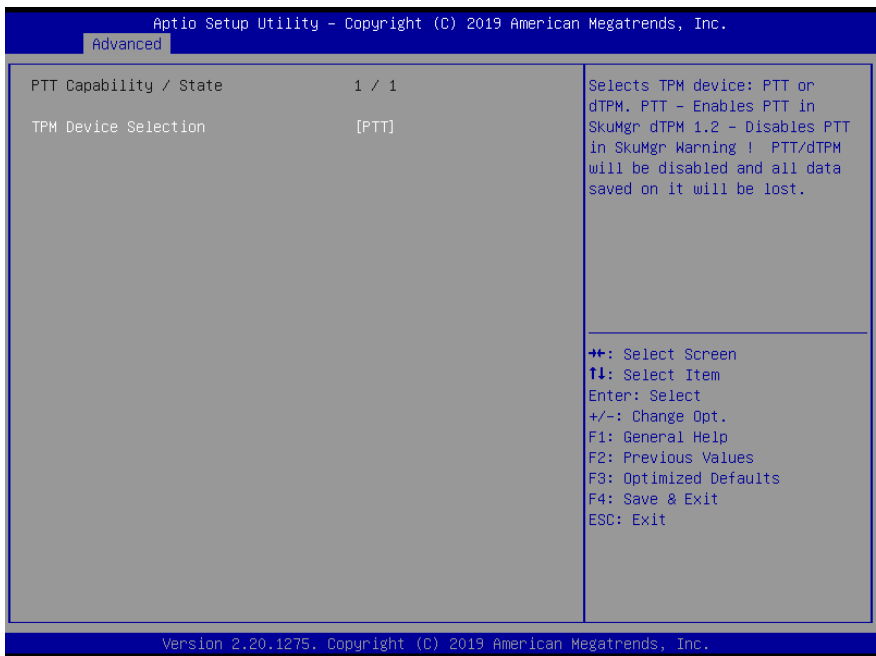 Aptio Setup Utility – Copyright (C) 2019 American Megatrends, Inc.
Advanced
PTT Capability / State 1 / 1
TPM Device Selection [PTT]
Selects TPM device: PTT or
dTPM. PTT – Enables PTT in
SkuMgr dTPM 1.2 – Disables PTT
in SkuMgr Warning ! PTT/dTPM
will be disabled and all data
saved on it will be lost.
→←: Select Screen
↑↓: Select Item
Enter: Select
+/-: Change Opt.
F1: General Help
F2: Previous Values
F3: Optimized Defaults
F4: Save & Exit
ESC: Exit
Version 2.20.1275. Copyright (C) 2019 American Megatrends, Inc.